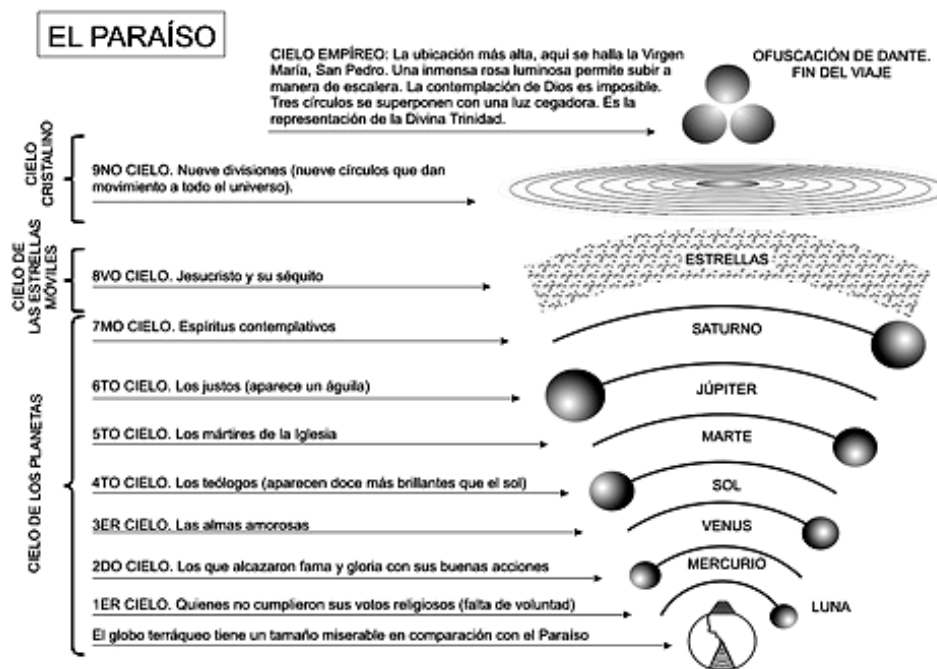 EL PARAÍSO
CIELO EMPÍREO: La ubicación más alta, aqui se halla la Virgen
María, San Pedro. Una inmensa rosa luminosa permite subir a
manera de escalera. La contemplación de Dios es imposible.
Tres círculos se superponen con una luz cegadora. Es la
representación de la Divina Trinidad.
OFUSCACIÓN DE DANTE.
FIN DEL VIAJE
CIELO
CRISTALINO
9NO CIELO. Nueve divisiones (nueve círculos que dan
movimiento a todo el universo).
CIELO DE
LAS ESTRELLAS
MÓVILES
8VO CIELO. Jesucristo y su séquito
ESTRELLAS
CIELO DE LOS PLANETAS
7MO CIELO. Espíritus contemplativos
SATURNO
6TO CIELO. Los justos (aparece un águila)
JÚPITER
5TO CIELO. Los mártires de la Iglesia
MARTE
4TO CIELO. Los teólogos (aparecen doce más brillantes que el sol)
SOL
3ER CIELO. Las almas amorosas
VENUS
2DO CIELO. Los que alcazaron fama y gloria con sus buenas acciones
MERCURIO
1ER CIELO. Quienes no cumplieron sus votos religiosos (falta de voluntad)
LUNA
El globo terráqueo tiene un tamaño miserable en comparación con el Paraíso